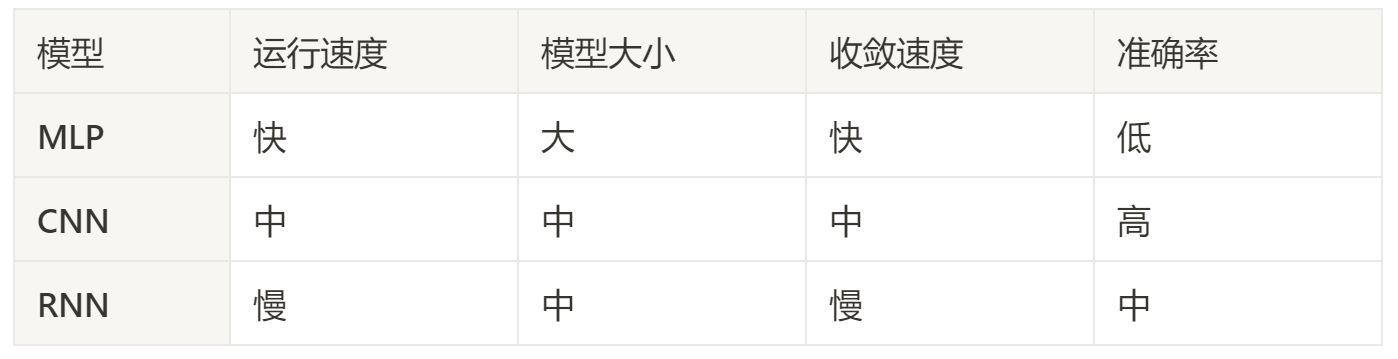 模型 运行速度 模型大小 收敛速度 准确率
MLP 快 大 快 低
CNN 中 中 中 高
RNN 慢 中 慢 中